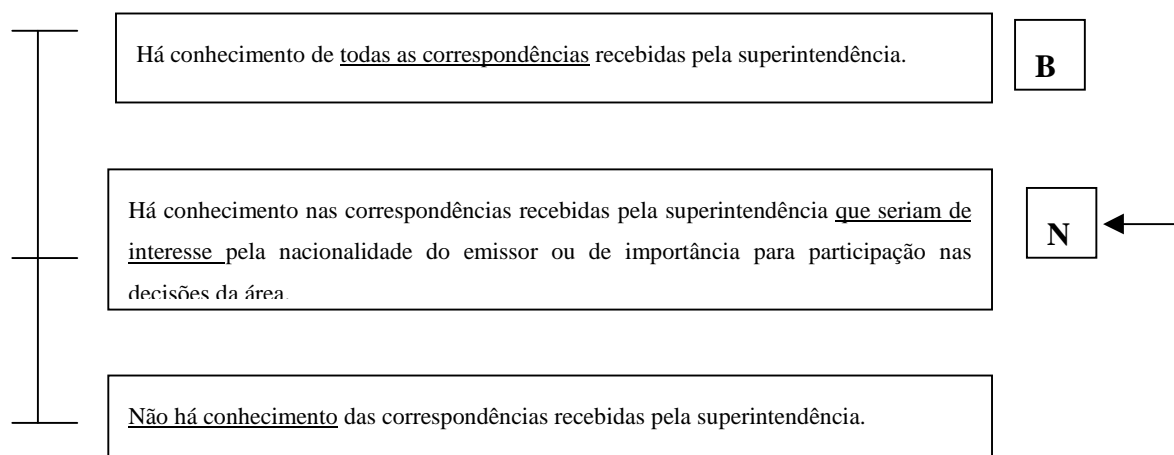 Há conhecimento de todas as correspondências recebidas pela superintendência.
B
Há conhecimento nas correspondências recebidas pela superintendência que seriam de
interesse pela nacionalidade do emissor ou de importância para participação nas
decisões da área.
N
Não há conhecimento das correspondências recebidas pela superintendência.